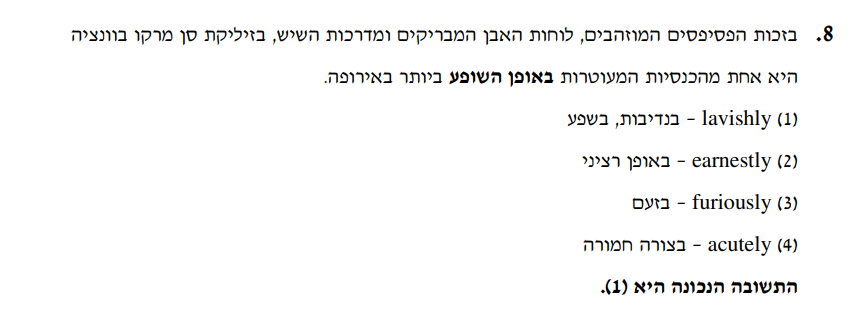 8. בזכות הפסיפסים המוזהבים, לוחות האבן המבריקים ומדרכות השיש, בזיליקת סן מרקו בוונציה
היא אחת מהכנסיות המעוטרות באופן השופע ביותר באירופה.
(1) lavishly – בנדיבות, בשפע
(2) earnestly – באופן רציני
(3) furiously – בזעם
(4) acutely – בצורה חמורה
התשובה הנכונה היא (1).